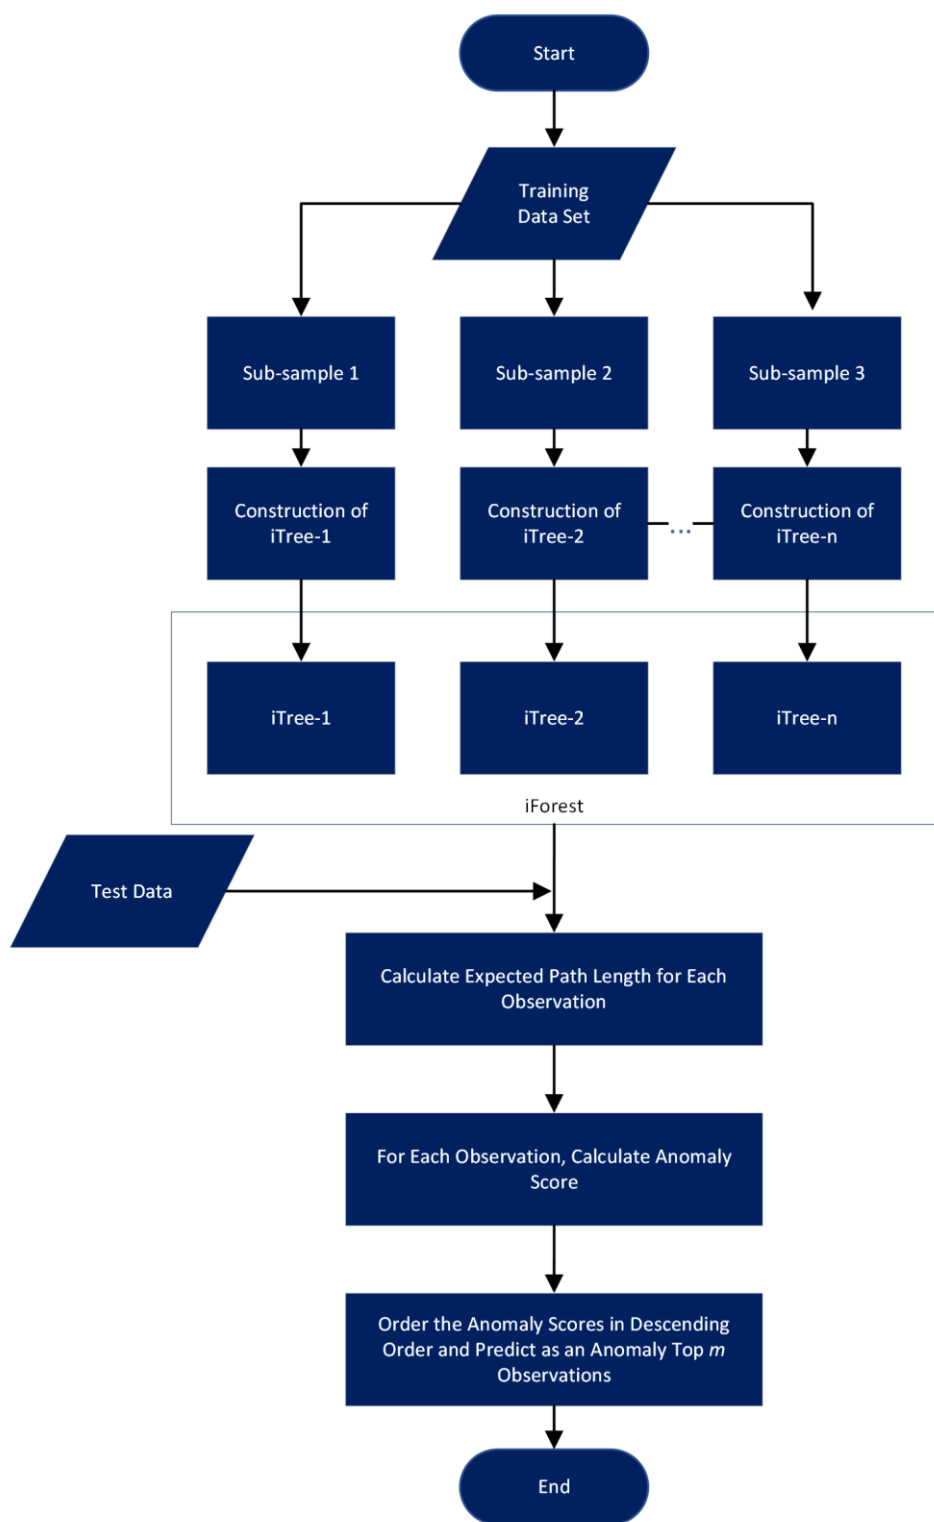 Start
Training
Data Set
Sub-sample 1
Sub-sample 2
Sub-sample 3
Construction of
iTree-1
Construction of
iTree-2
...
Construction of
iTree-n
iTree-1
iTree-2
iTree-n
iForest
Test Data
Calculate Expected Path Length for Each
Observation
For Each Observation, Calculate Anomaly
Score
Order the Anomaly Scores in Descending
Order and Predict as an Anomaly Top m
Observations
End